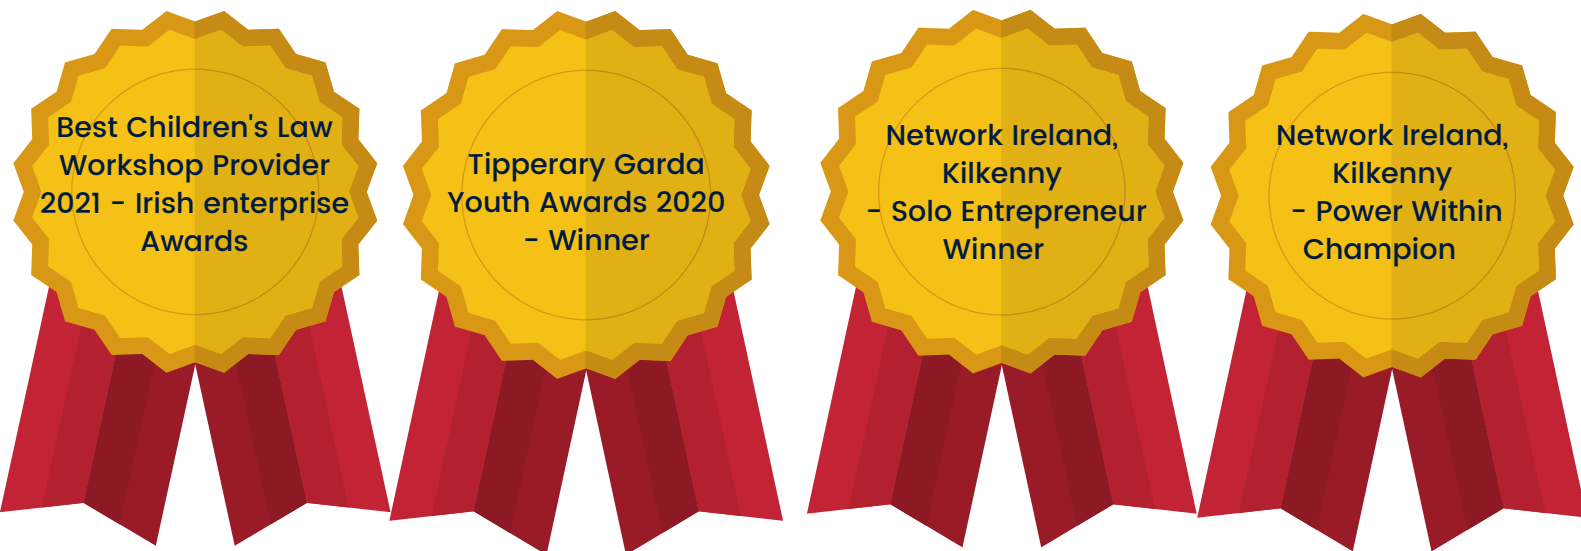 Best Children's Law
Workshop Provider
2021 - Irish enterprise
Awards
Tipperary Garda
Youth Awards 2020
- Winner
Network Ireland,
Kilkenny
- Solo Entrepreneur
Winner
Network Ireland,
Kilkenny
- Power Within
Champion